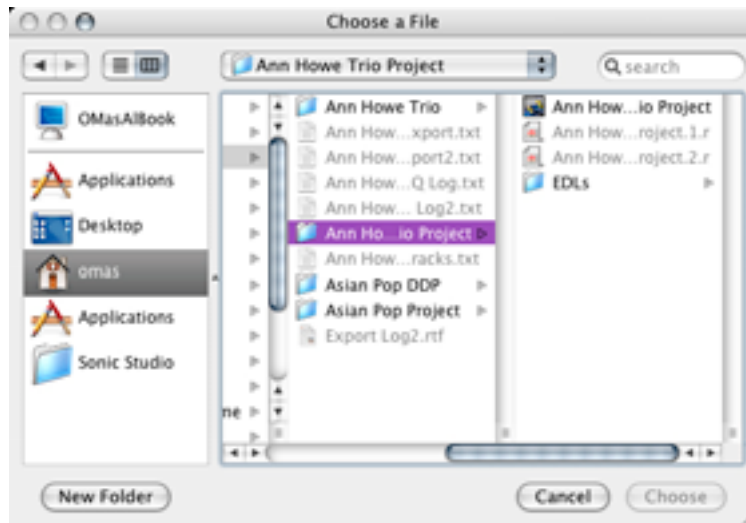 Choose a File
Ann Howe Trio Project
search
OMasAlBook
Applications
Desktop
omas
Applications
Sonic Studio
ne
Ann Howe Trio
Ann How...xport.txt
Ann How...port2.txt
Ann How...Q Log.txt
Ann How... Log2.txt
Ann Ho...io Project
Ann How...racks.txt
Asian Pop DDP
Asian Pop Project
Export Log2.rtf
Ann How...io Project
Ann How...roject.1.r
Ann How...roject.2.r
EDLs
New Folder
Cancel
Choose